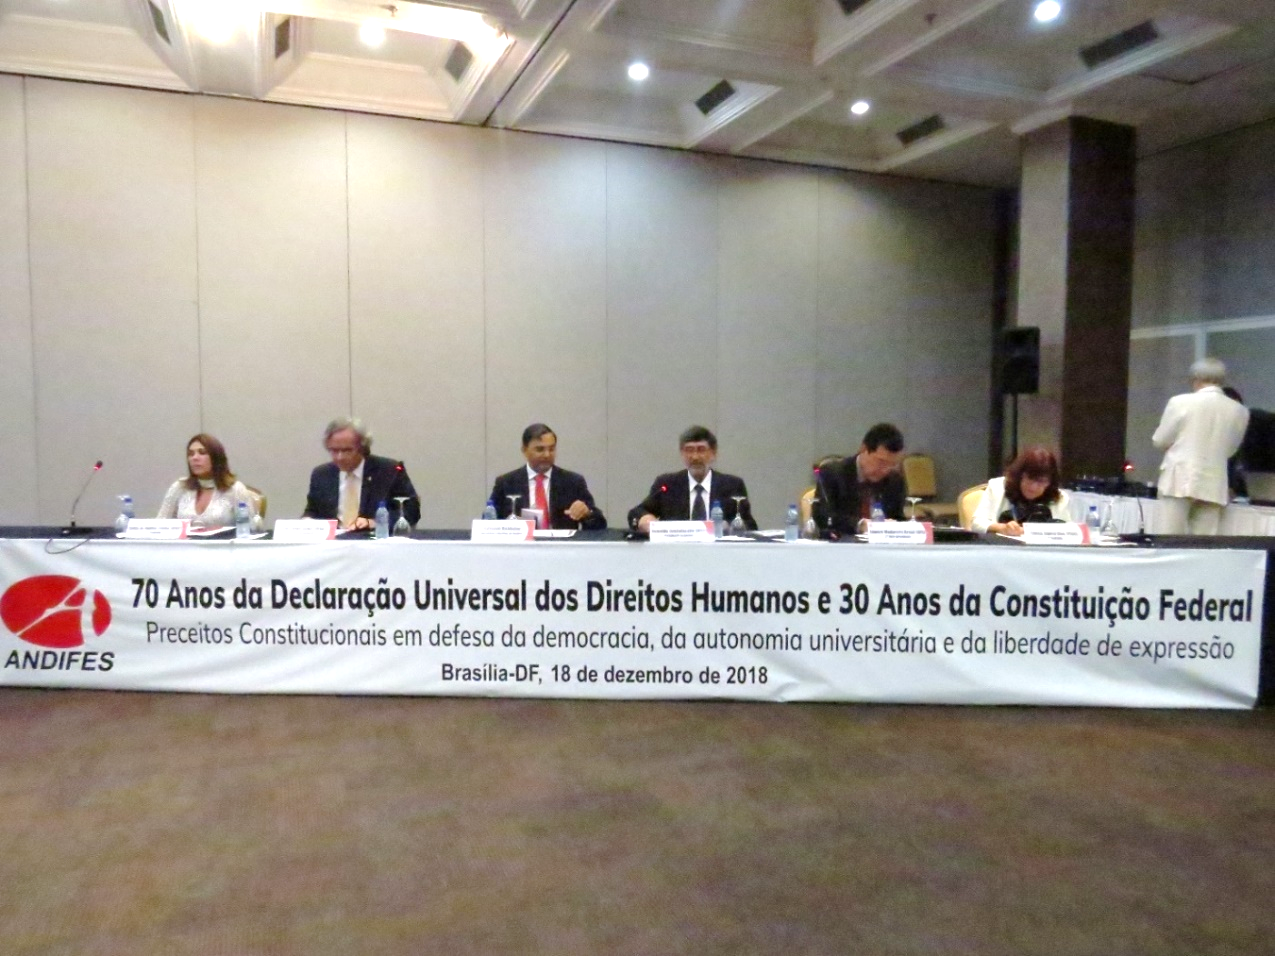 70 Anos da Declaração Universal dos Direitos Humanos e 30 Anos da Constituição Federal
Preceitos Constitucionais em defesa da democracia, da autonomia universitária e da liberdade de expressão
Brasília-DF, 18 de dezembro de 2018
ANDIFES